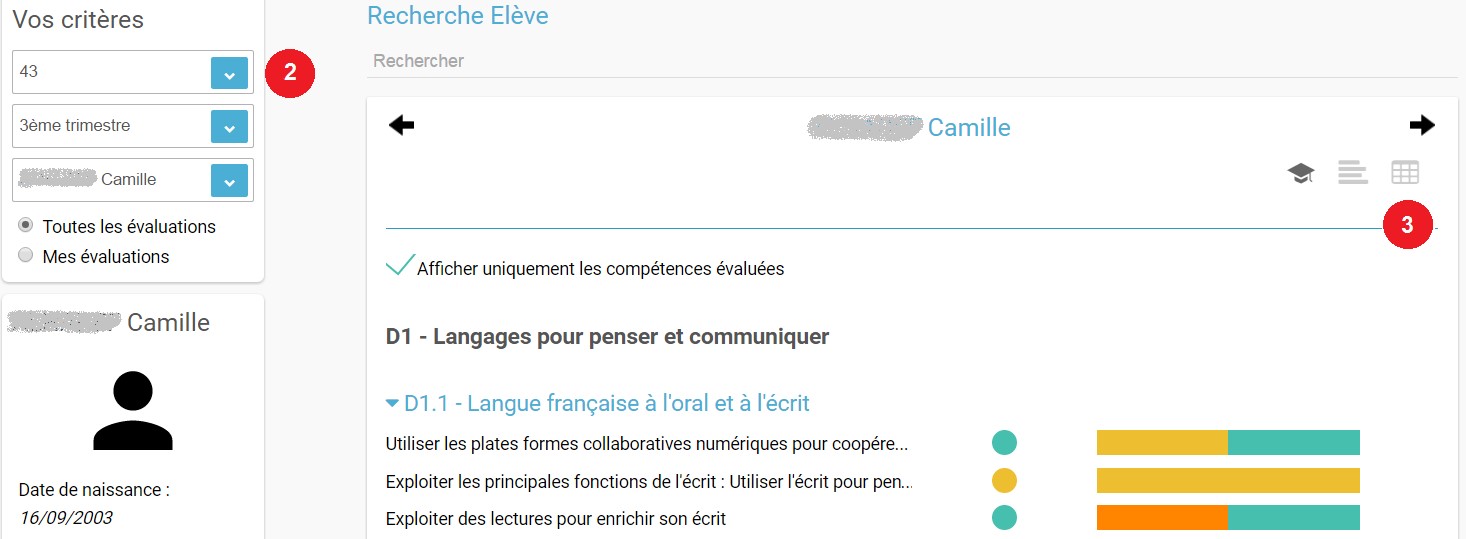 Vos critères
43
2
3ème trimestre
Camille
Toutes les évaluations
Mes évaluations
Camille
Date de naissance :
16/09/2003
Recherche Elève
Rechercher
Camille
3
Afficher uniquement les compétences évaluées
D1 - Langages pour penser et communiquer
D1.1 - Langue française à l'oral et à l'écrit
Utiliser les plates formes collaboratives numériques pour coopére...
Exploiter les principales fonctions de l'écrit : Utiliser l'écrit pour pen...
Exploiter des lectures pour enrichir son écrit